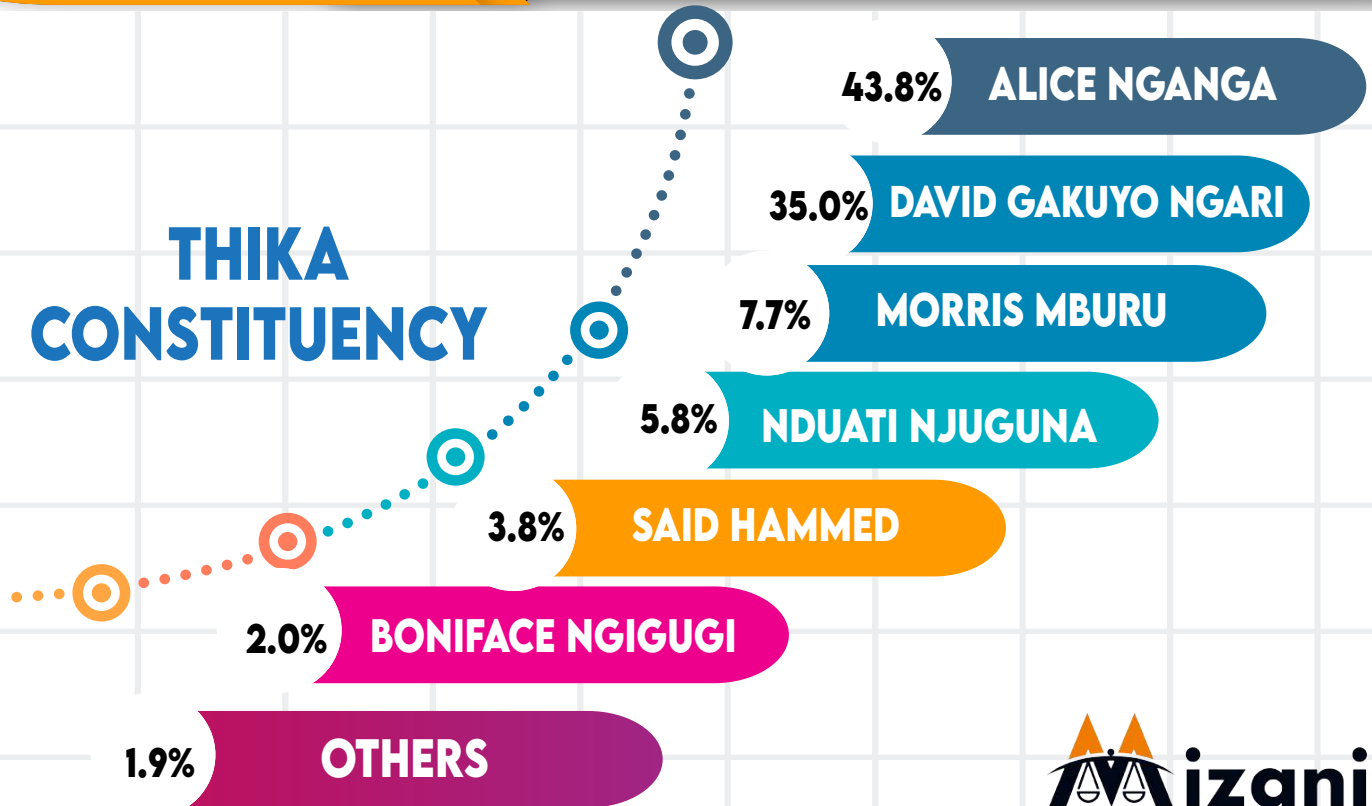 43.8% ALICE NGANGA
35.0% DAVID GAKUYO NGARI
THIKA
CONSTITUENCY
7.7% MORRIS MBURU
5.8% NDUATI NJUGUNA
3.8% SAID HAMMED
2.0% BONIFACE NGIGUGI
1.9% OTHERS
Mizani